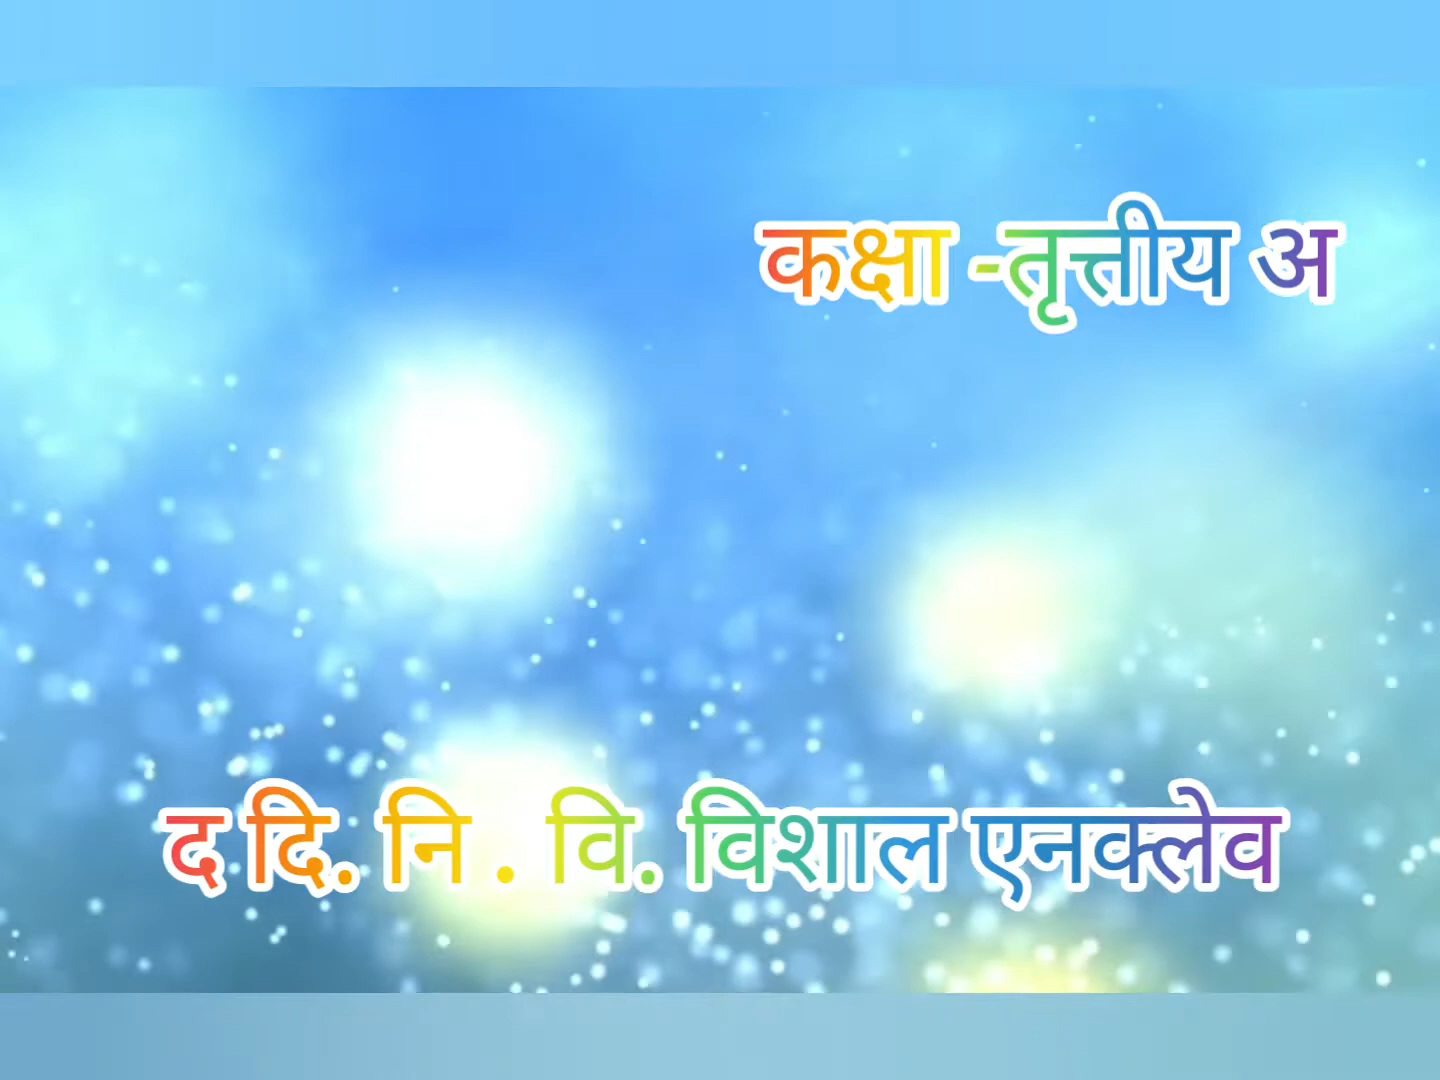 कक्षा -तृत्तीय अ
द दि. नि . वि. विशाल एनक्लेव